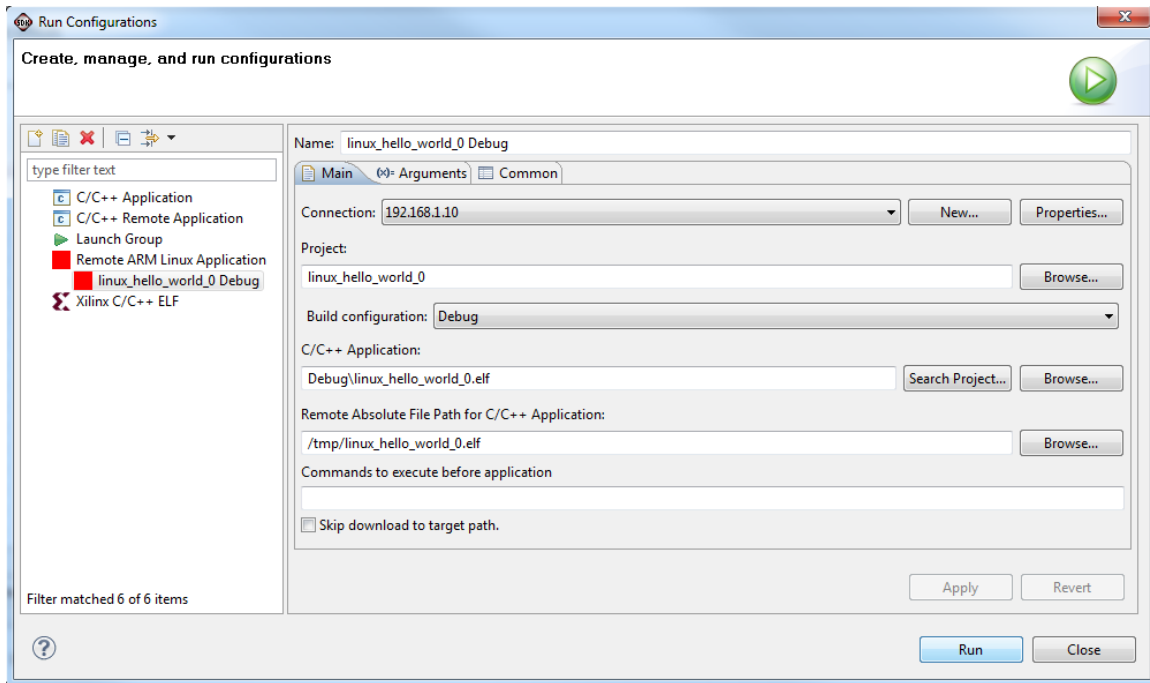 SDK Run Configurations
x
Create, manage, and run configurations
type filter text
C C/C++ Application
C C/C++ Remote Application
Launch Group
Remote ARM Linux Application
linux_hello_world_0 Debug
Xilinx C/C++ ELF
Filter matched 6 of 6 items
Name: linux_hello_world_0 Debug
Main (x)= Arguments Common
Connection: 192.168.1.10 New... Properties...
Project:
linux_hello_world_0 Browse...
Build configuration: Debug
C/C++ Application:
Debug\linux_hello_world_0.elf Search Project... Browse...
Remote Absolute File Path for C/C++ Application:
/tmp/linux_hello_world_0.elf Browse...
Commands to execute before application
Skip download to target path.
Apply Revert
? Run Close